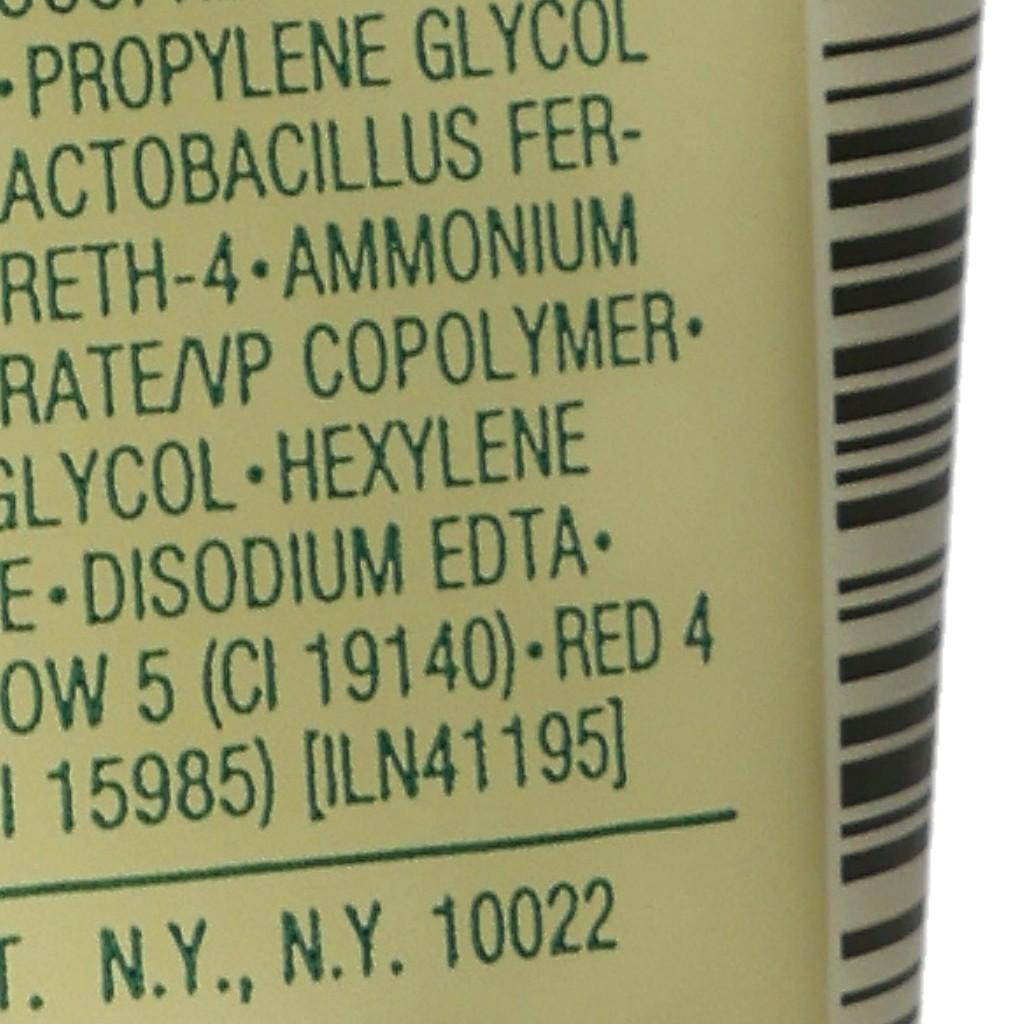 •PROPYLENE GLYCOL
ACTOBACILLUS FER-
RETH-4•AMMONIUM
RATE/VP COPOLYMER•
GLYCOL•HEXYLENE
E•DISODIUM EDTA•
OW 5 (CI 19140)•RED 4
I 15985) [ILN41195]
T. N.Y., N.Y. 10022